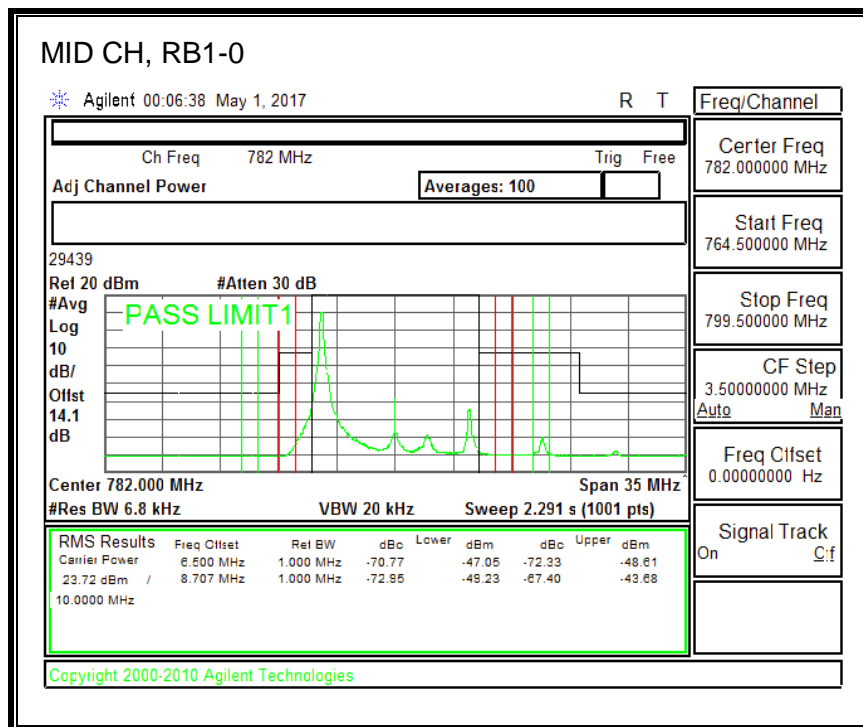 MID CH, RB1-0
Agilent 00:06:38 May 1, 2017 R T
Freq/Channel
Ch Freq 782 MHz Trig Free
Adj Channel Power Averages: 100
Center Freq
782.000000 MHz
Start Freq
764.500000 MHz
Stop Freq
799.500000 MHz
CF Step
3.50000000 MHz
Auto Man
Freq Offset
0.00000000 Hz
Signal Track
On Off
29439
Ref 20 dBm #Atten 30 dB
#Avg
Log
10
dB/
Offst
14.1
dB
PASS LIMIT1
Center 782.000 MHz Span 35 MHz
#Res BW 6.8 kHz VBW 20 kHz Sweep 2.291 s (1001 pts)
RMS Results Freq Offset Ref BW dBc Lower dBm dBc Upper dBm
Carrier Power 6.500 MHz 1.000 MHz -70.77 -47.05 -72.33 -48.61
23.72 dBm / 8.707 MHz 1.000 MHz -72.95 -49.23 -67.40 -43.68
10.0000 MHz
Copyright 2000-2010 Agilent Technologies